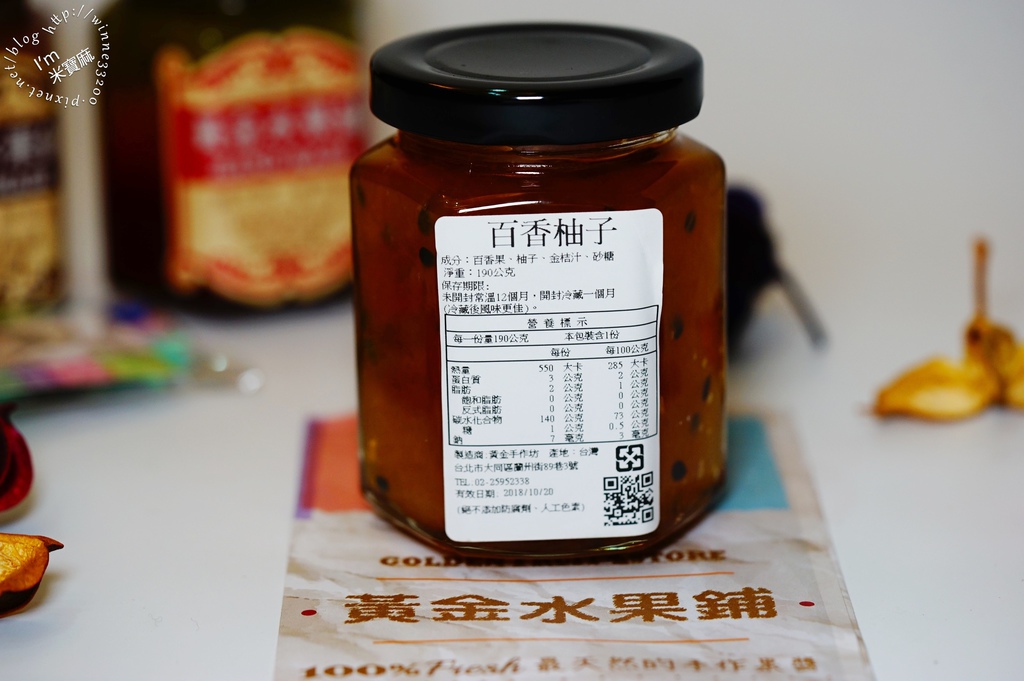 http://winne33200.pixnet.net/blog
I'm
米寶麻
百香柚子
成分：百香果、柚子、金桔汁、砂糖
淨重：190公克
保存期限:
未開封常溫12個月，開封冷藏一個月
(冷藏後風味更佳)。
營養標示
每一份量190公克 本包裝含1份
每份 每100公克
熱量 550 大卡 285 大卡
蛋白質 3 公克 2 公克
脂肪 2 公克 1 公克
飽和脂肪 0 公克 0 公克
反式脂肪 0 公克 0 公克
碳水化合物 140 公克 73 公克
糖 1 公克 0.5 公克
鈉 7 毫克 3 毫克
製造商:黃金手作坊 產地:台灣
台北市大同區蘭州街89巷3號
TEL:02-25952338
有效日期: 2018/10/20
(絕不添加防腐劑、人工色素)
黃金水果鋪
100% Fresh 最天然的手作果醬